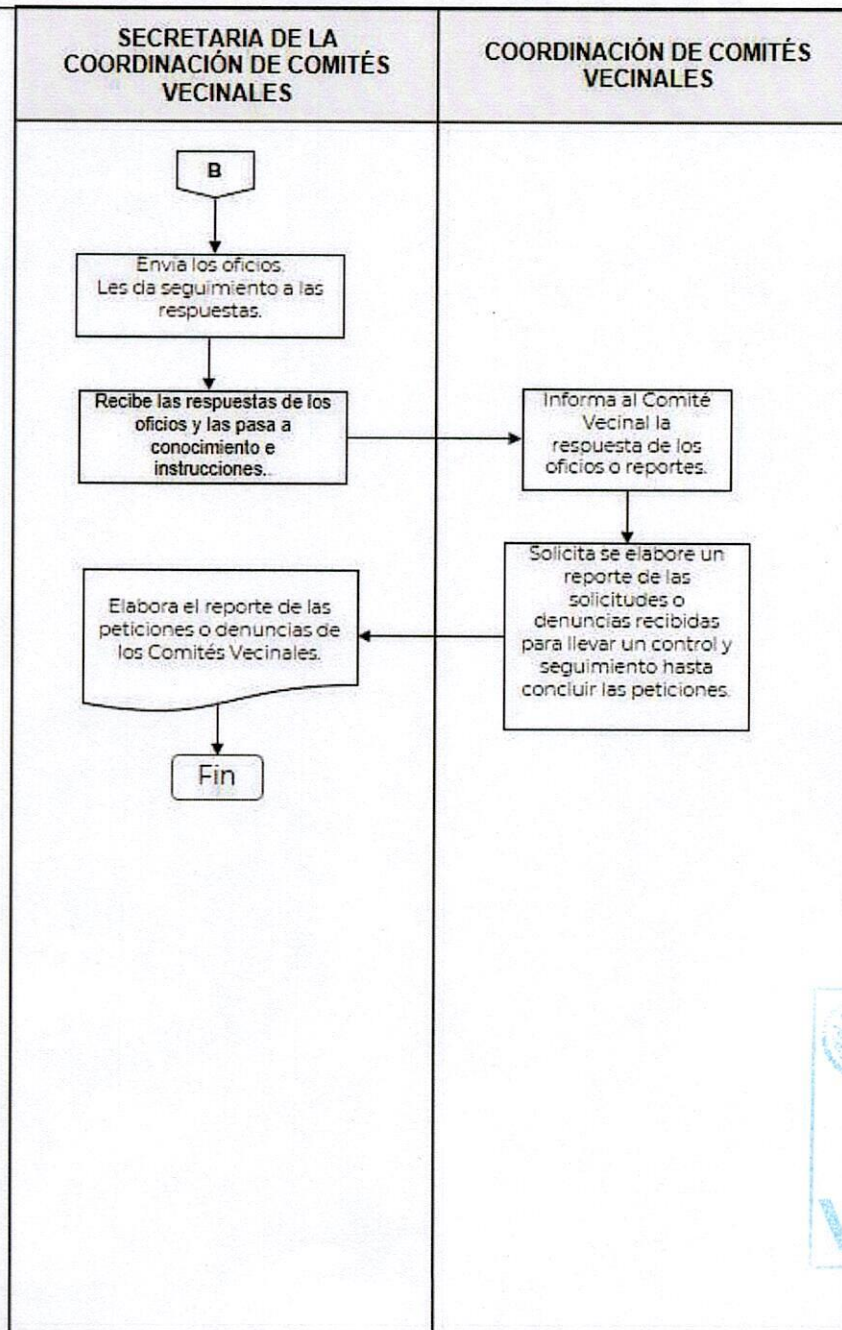 SECRETARIA DE LA
COORDINACIÓN DE COMITÉS
VECINALES
COORDINACIÓN DE COMITÉS
VECINALES
B
Envía los oficios.
Les da seguimiento a las
respuestas.
Recibe las respuestas de los
oficios y las pasa a
conocimiento e
instrucciones..
Informa al Comité
Vecinal la
respuesta de los
oficios o reportes.
Solicita se elabore un
reporte de las
solicitudes o
denuncias recibidas
para llevar un control y
seguimiento hasta
concluir las peticiones.
Elabora el reporte de las
peticiones o denuncias de
los Comités Vecinales.
Fin